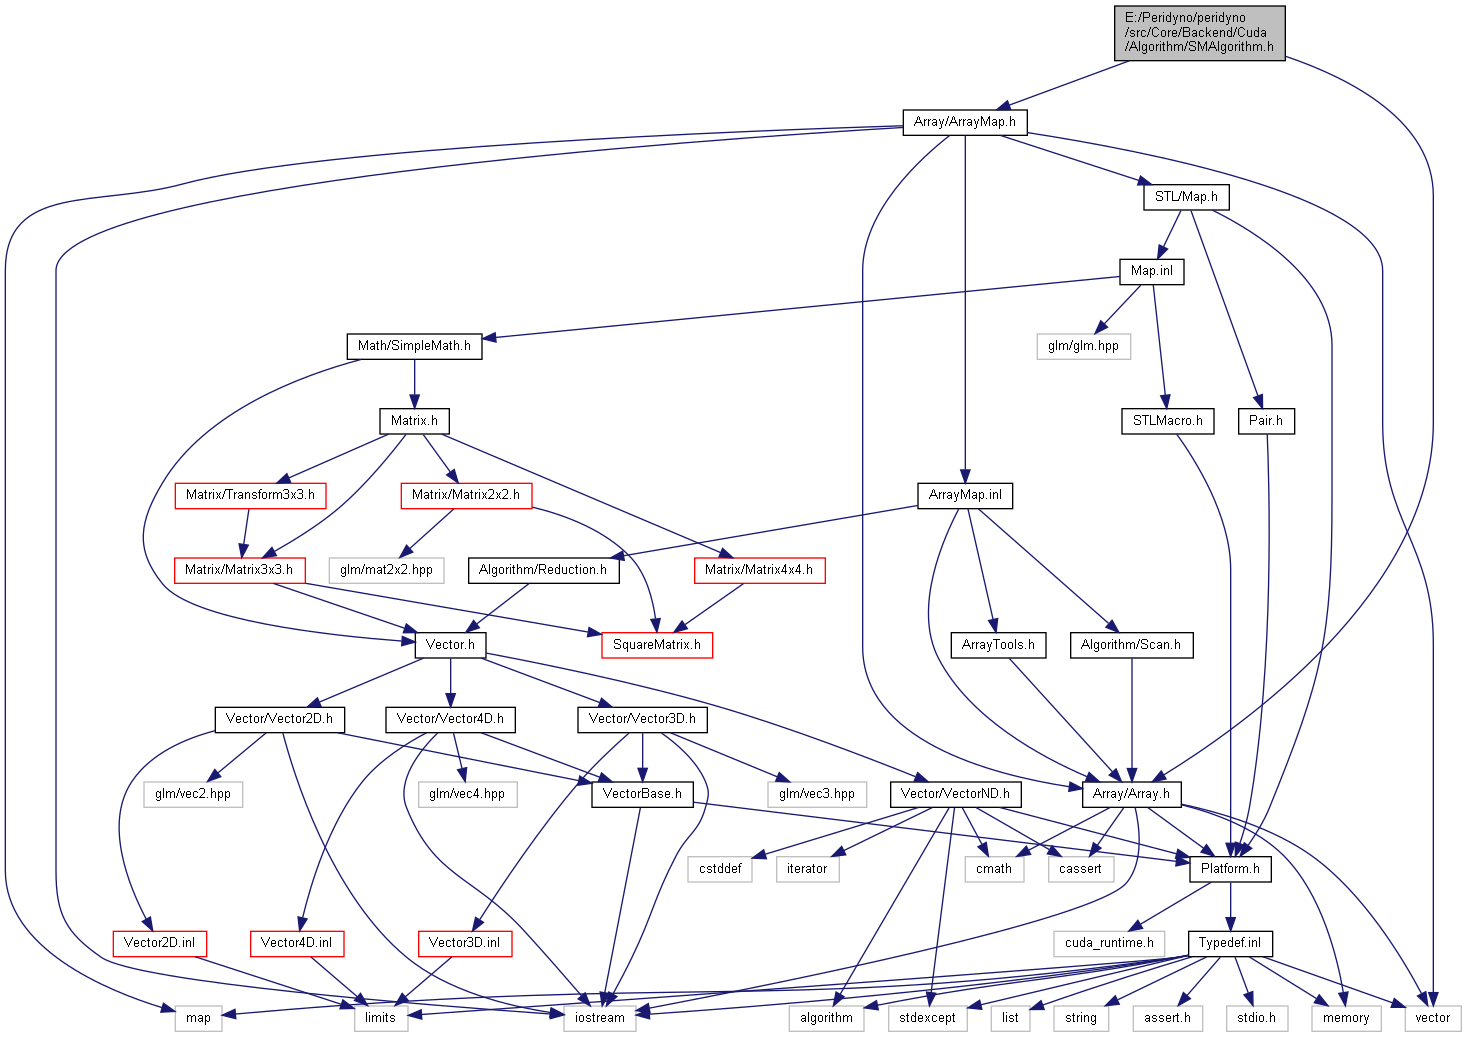 E:/Peridyno/peridyno
/src/Core/Backend/Cuda
/Algorithm/SMAlgorithm.h
Array/ArrayMap.h
STL/Map.h
Map.inl
Math/SimpleMath.h
glm/glm.hpp
Matrix.h
STLMacro.h
Pair.h
Matrix/Transform3x3.h
Matrix/Matrix2x2.h
ArrayMap.inl
Matrix/Matrix3x3.h
glm/mat2x2.hpp
Algorithm/Reduction.h
Matrix/Matrix4x4.h
Vector.h
SquareMatrix.h
ArrayTools.h
Algorithm/Scan.h
Vector/Vector2D.h
Vector/Vector4D.h
Vector/Vector3D.h
glm/vec2.hpp
glm/vec4.hpp
VectorBase.h
glm/vec3.hpp
Vector/VectorND.h
Array/Array.h
cstddef
iterator
cmath
cassert
Platform.h
Vector2D.inl
Vector4D.inl
Vector3D.inl
cuda_runtime.h
Typedef.inl
map
limits
iostream
algorithm
stdexcept
list
string
assert.h
stdio.h
memory
vector